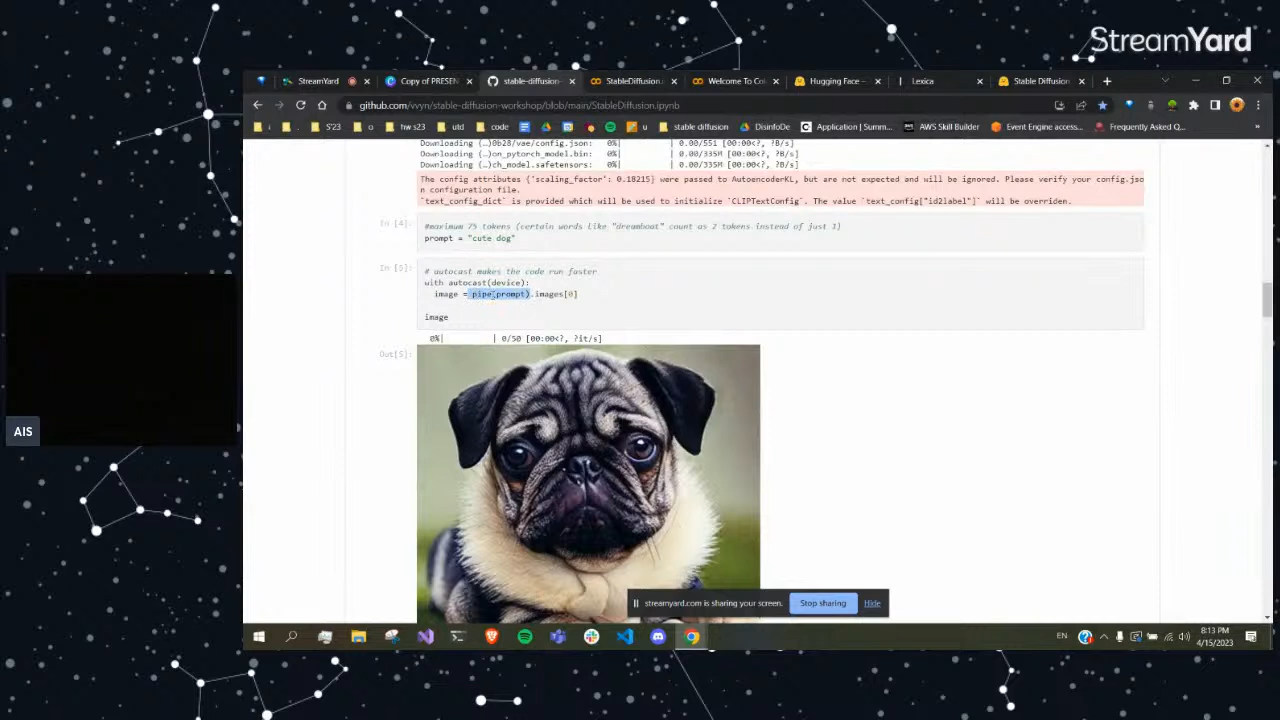 StreamYard
StreamYard
Copy of PRESEN
stable-diffusion-
StableDiffusion.i
Welcome To Co
Hugging Face –
Lexica
Stable Diffusion
github.com/vvyn/stable-diffusion-workshop/blob/main/StableDiffusion.ipynb
S'23
hw s23
utd
code
u
stable diffusion
DisinfoDe
Application | Summ...
AWS Skill Builder
Event Engine access...
Frequently Asked Q...
Downloading (…)0b28/vae/config.json: 0%| | 0.00/551 [00:00<?, ?B/s]
Downloading (…)on_pytorch_model.bin: 0%| | 0.00/335M [00:00<?, ?B/s]
Downloading (…)ch_model.safetensors: 0%| | 0.00/335M [00:00<?, ?B/s]
The config attributes {'scaling_factor': 0.18215} were passed to AutoencoderKL, but are not expected and will be ignored. Please verify your config.jso
n configuration file.
`text_config_dict` is provided which will be used to initialize `CLIPTextConfig`. The value `text_config["id2label"]` will be overriden.
In [4]
#maximum 75 tokens (certain words like "dreamboat" count as 2 tokens instead of just 1)
prompt = "cute dog"
In [5]
# autocast makes the code run faster
with autocast(device):
image = pipe(prompt).images[0]
image
0%| | 0/50 [00:00<?, ?it/s]
Out[5]:
AIS
streamyard.com is sharing your screen.
Stop sharing
Hide
EN
8:13 PM
4/15/2023